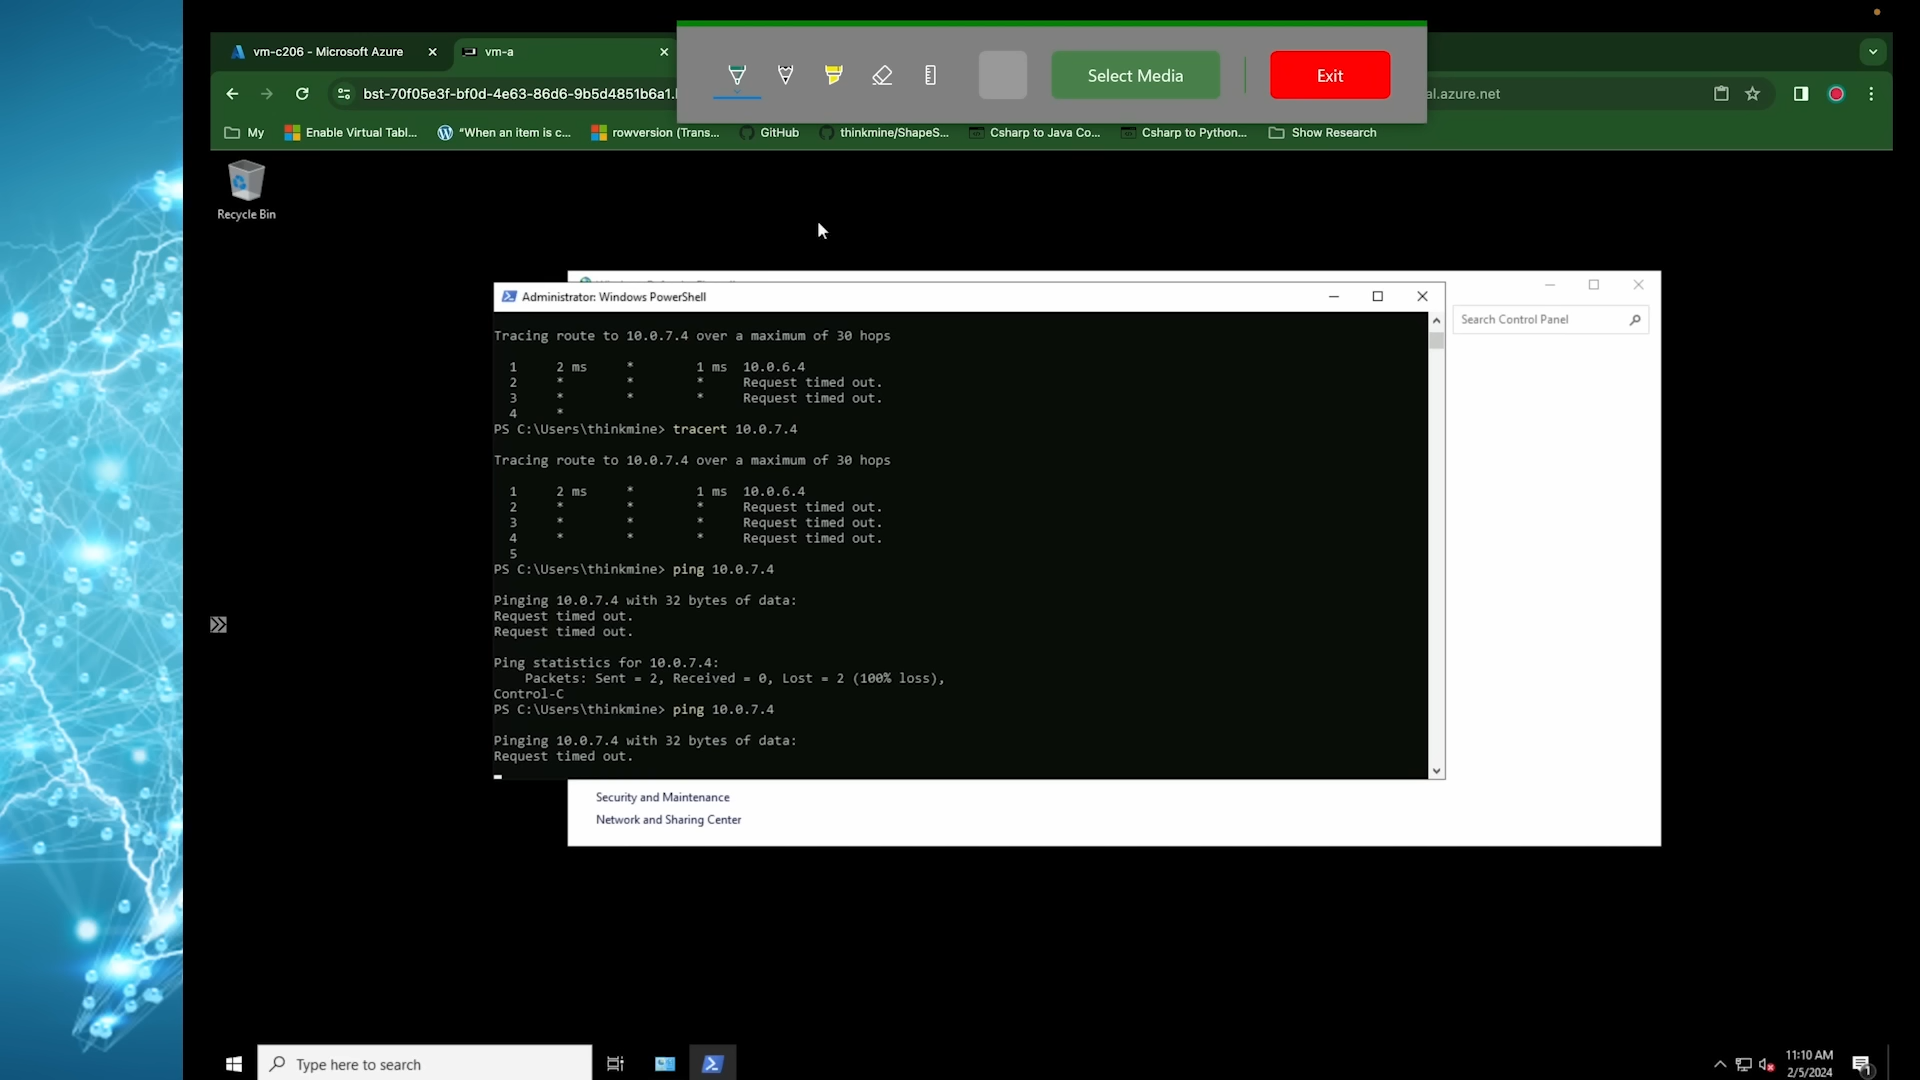 vm-c206 - Microsoft Azure
vm-a
Select Media
Exit
bst-70f05e3f-bf0d-4e63-86d6-9b5d4851b6a1.
al.azure.net
My
Enable Virtual Tabl...
"When an item is c...
rowversion (Trans...
GitHub
thinkmine/ShapeS...
Csharp to Java Co...
Csharp to Python...
Show Research
Recycle Bin
Administrator: Windows PowerShell
Search Control Panel
Tracing route to 10.0.7.4 over a maximum of 30 hops
1 2 ms * 1 ms 10.0.6.4
2 * * * Request timed out.
3 * * * Request timed out.
4 *
PS C:\Users\thinkmine> tracert 10.0.7.4
Tracing route to 10.0.7.4 over a maximum of 30 hops
1 2 ms * 1 ms 10.0.6.4
2 * * * Request timed out.
3 * * * Request timed out.
4 * * * Request timed out.
5
PS C:\Users\thinkmine> ping 10.0.7.4
Pinging 10.0.7.4 with 32 bytes of data:
Request timed out.
Request timed out.
Ping statistics for 10.0.7.4:
Packets: Sent = 2, Received = 0, Lost = 2 (100% loss),
Control-C
PS C:\Users\thinkmine> ping 10.0.7.4
Pinging 10.0.7.4 with 32 bytes of data:
Request timed out.
Security and Maintenance
Network and Sharing Center
Type here to search
11:10 AM
2/5/2024
1